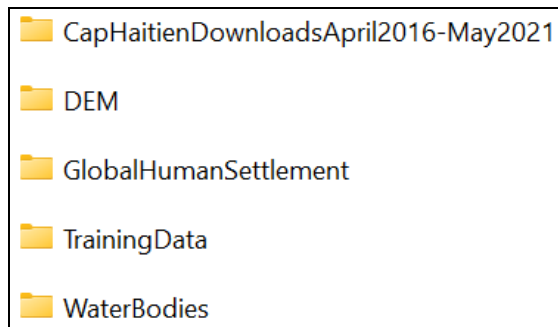 CapHaitienDownloadsApril2016-May2021
DEM
GlobalHumanSettlement
TrainingData
WaterBodies